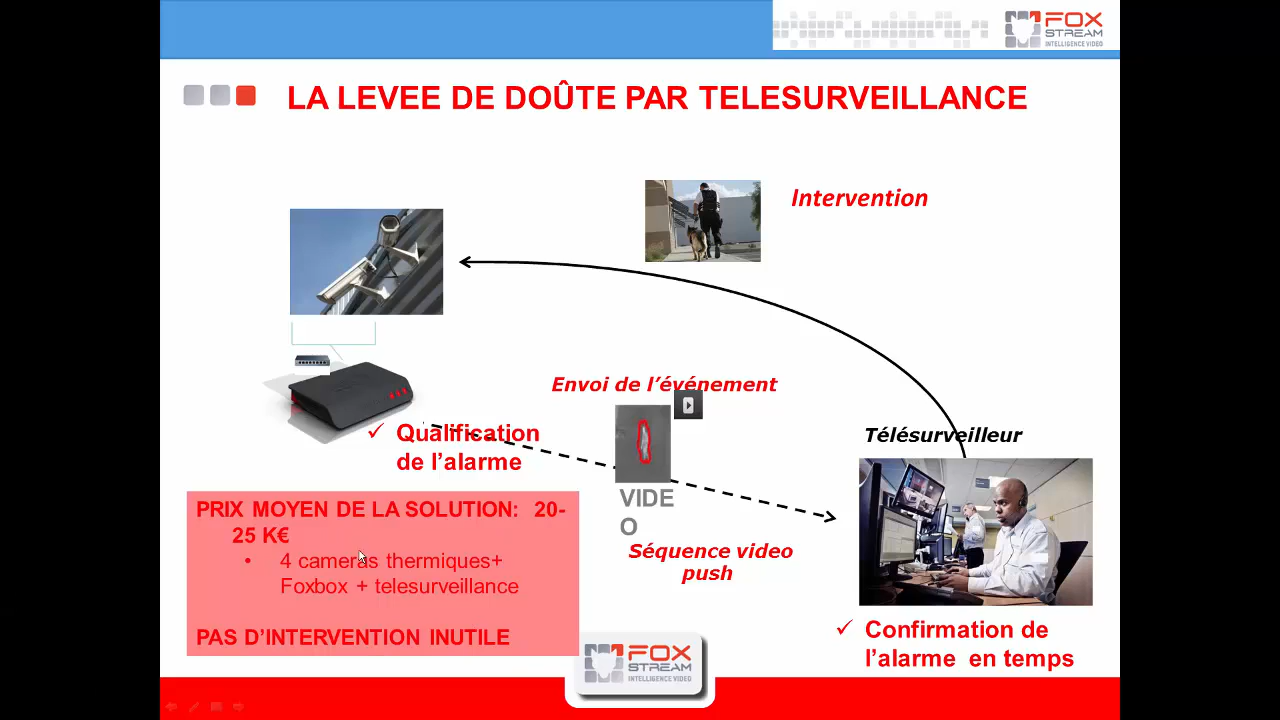 FOX
STREAM
INTELLIGENCE VIDEO
LA LEVEE DE DOÛTE PAR TELESURVEILLANCE
Intervention
Envoi de l'événement
Télésurveilleur
✓ Qualification
de l'alarme
VIDE
O
Séquence video
push
PRIX MOYEN DE LA SOLUTION: 20-
25 K€
• 4 cameras thermiques+
Foxbox + telesurveillance
PAS D'INTERVENTION INUTILE
✓ Confirmation de
l'alarme en temps
FOX
STREAM
INTELLIGENCE VIDEO